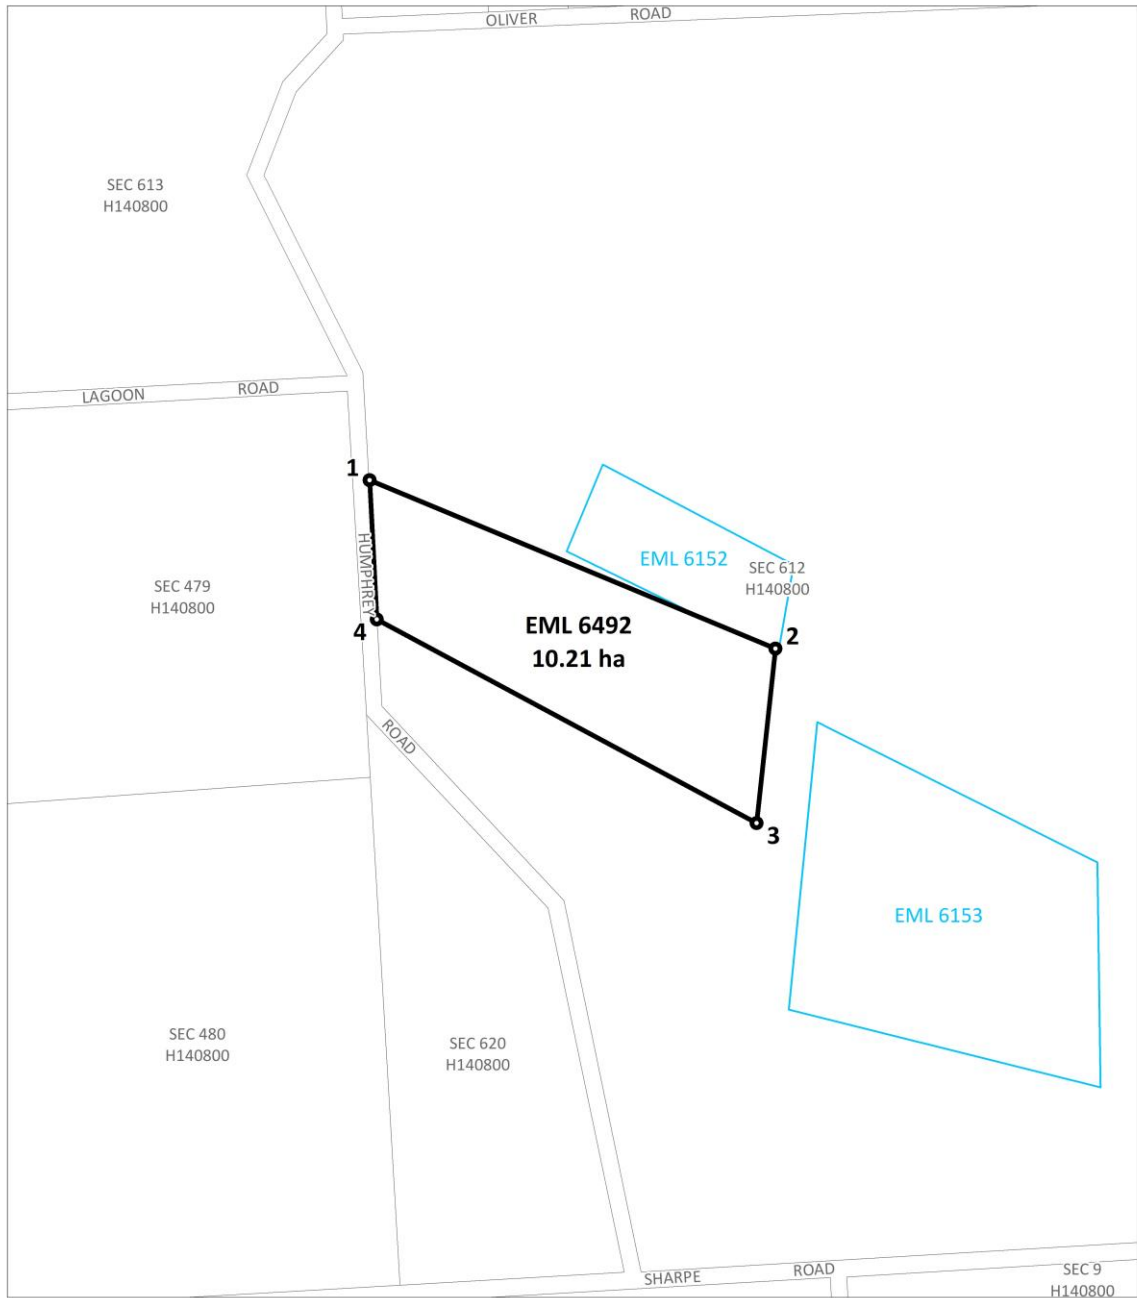 OLIVER ROAD
SEC 613
H140800
LAGOON ROAD
1
HUMPHREY ROAD
EML 6152
SEC 612
H140800
SEC 479
H140800
4
EML 6492
10.21 ha
2
3
EML 6153
SEC 480
H140800
SEC 620
H140800
SHARPE ROAD
SEC 9
H140800